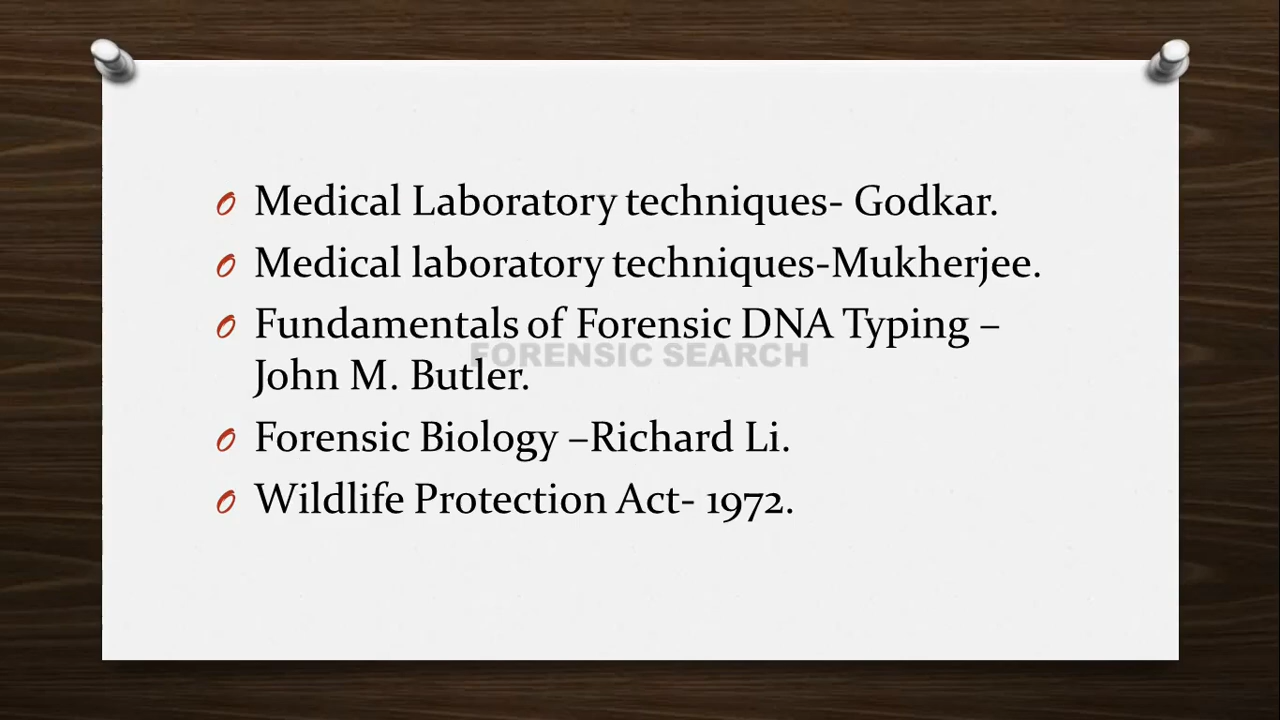 Medical Laboratory techniques- Godkar.
Medical laboratory techniques-Mukherjee.
Fundamentals of Forensic DNA Typing –
FORENSIC SEARCH
John M. Butler.
Forensic Biology –Richard Li.
Wildlife Protection Act- 1972.